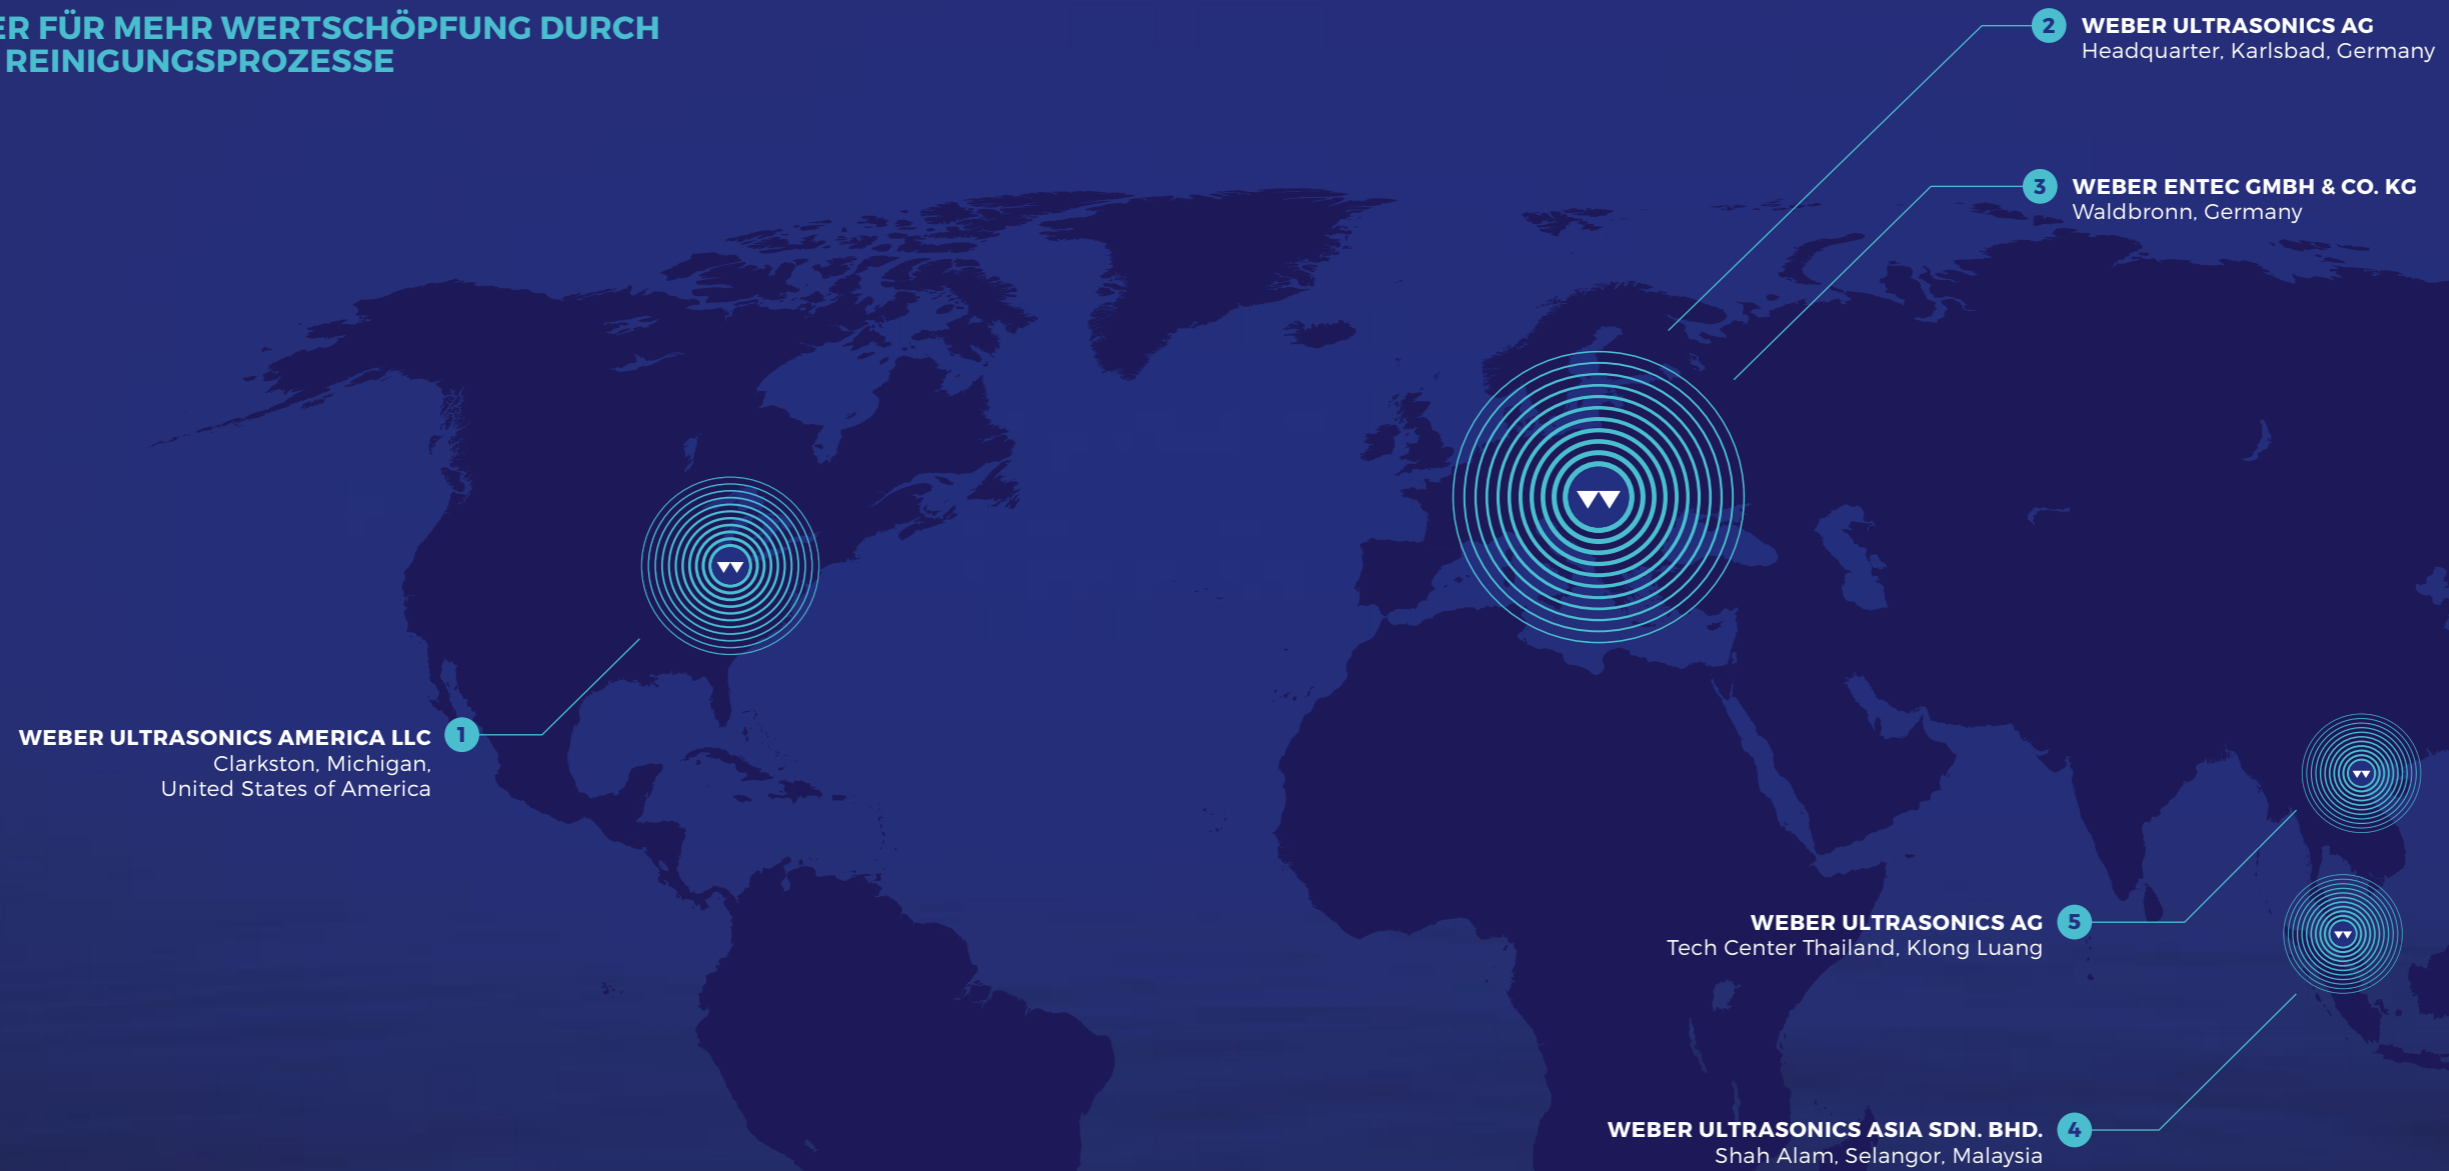 ER FÜR MEHR WERTSCHÖPFUNG DURCH
REINIGUNGSPROZESSE
2 WEBER ULTRASONICS AG
Headquarter, Karlsbad, Germany
3 WEBER ENTEC GMBH & CO. KG
Waldbronn, Germany
WEBER ULTRASONICS AMERICA LLC 1
Clarkston, Michigan,
United States of America
WEBER ULTRASONICS AG 5
Tech Center Thailand, Klong Luang
WEBER ULTRASONICS ASIA SDN. BHD. 4
Shah Alam, Selangor, Malaysia